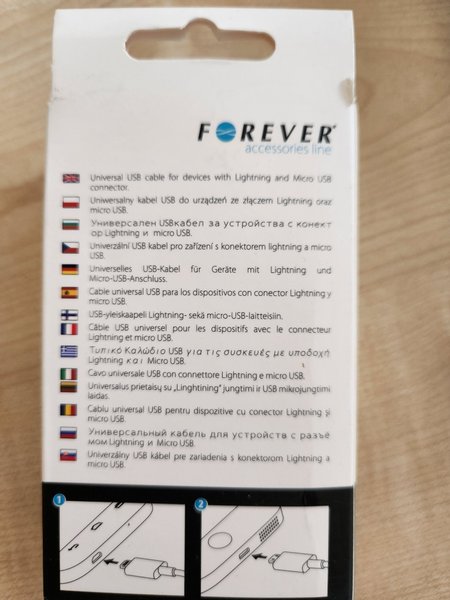 FOREVER
accessories line
Universal USB cable for devices with Lightning and Micro USB
connector.
Uniwersalny kabel USB do urządzeń ze złączem Lightning oraz
micro USB.
Универсален USBкабел за устройства с конект
ор Lightning и micro USB.
Univerzální USB kabel pro zařízení s konektorem lightning a micro
USB.
Universelles USB-Kabel für Geräte mit Lightning und
Micro-USB-Anschluss.
Cable universal USB para los dispositivos con conector Lightning y
micro USB.
USB-yleiskaapeli Lightning- sekä micro-USB-laitteisiin.
Câble USB universel pour les dispositifs avec le connecteur
Lightning et micro USB.
Τυπικό Καλώδιο USB για τις συσκευές με υποδοχή
Lightning και Micro USB.
Cavo universale USB con connettore Lightning e micro USB.
Universalus prietaisų su „Linghtining" jungtimi ir USB mikrojungtimi
laidas.
Cablu universal USB pentru dispozitive cu conector Lightning și
micro USB.
Универсальный кабель для устройств с разъё
мом Lightning и Micro USB.
Univerzálny USB kábel pre zariadenia s konektorom Lightning a
micro USB.
1
2